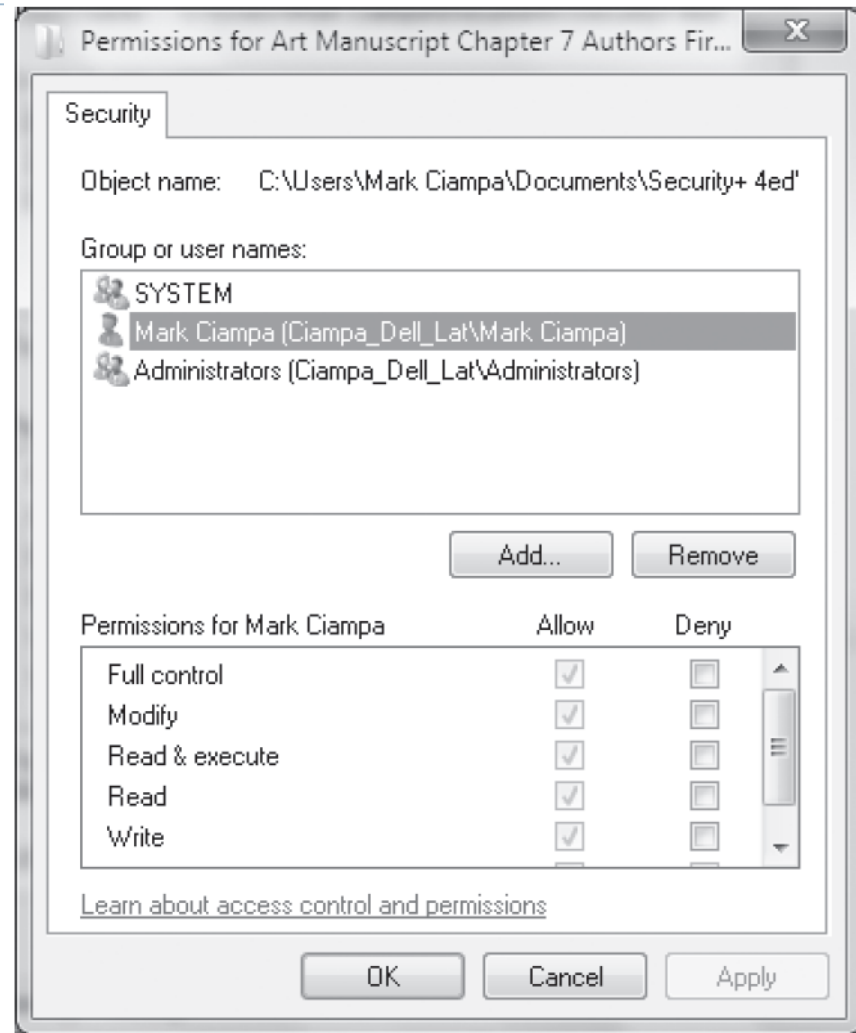 Permissions for Art Manuscript Chapter 7 Authors Fir...
Security
Object name: C:\Users\Mark Ciampa\Documents\Security+ 4ed'
Group or user names:
SYSTEM
Mark Ciampa (Ciampa_Dell_Lat\Mark Ciampa)
Administrators (Ciampa_Dell_Lat\Administrators)
Add... Remove
Permissions for Mark Ciampa Allow Deny
Full control
Modify
Read & execute
Read
Write
Learn about access control and permissions
OK Cancel Apply